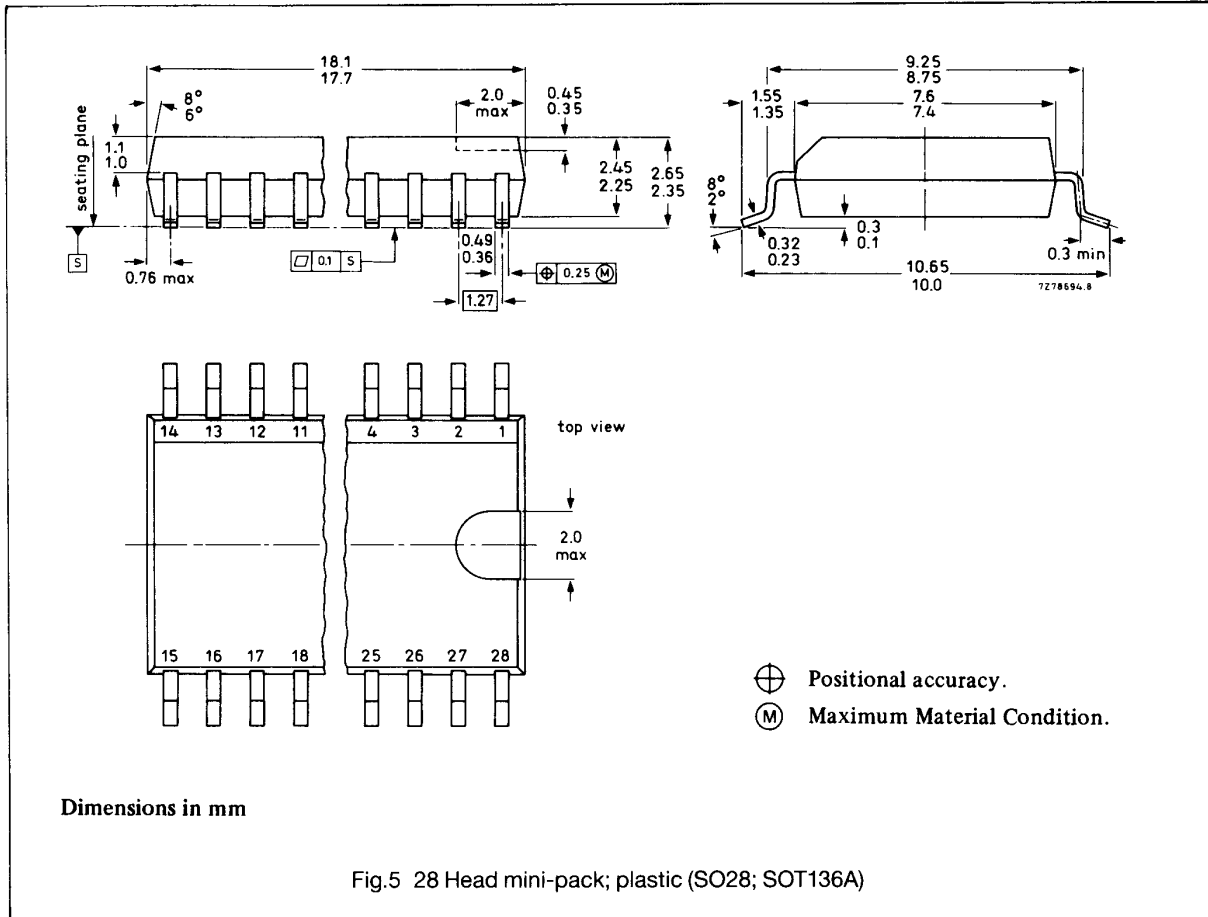 18.1
17.7
8°
6°
2.0
max
0.45
0.35
seating plane
1.1
1.0
2.45
2.25
2.65
2.35
S
0.76 max
0.1 S
0.49
0.36
0.25 M
1.27
9.25
8.75
1.55
1.35
7.6
7.4
8°
2°
0.32
0.23
0.3
0.1
0.3 min
10.65
10.0
7Z78694.8
14 13 12 11 4 3 2 1
top view
2.0
max
15 16 17 18 25 26 27 28
Positional accuracy.
M Maximum Material Condition.
Dimensions in mm
Fig.5 28 Head mini-pack; plastic (SO28; SOT136A)